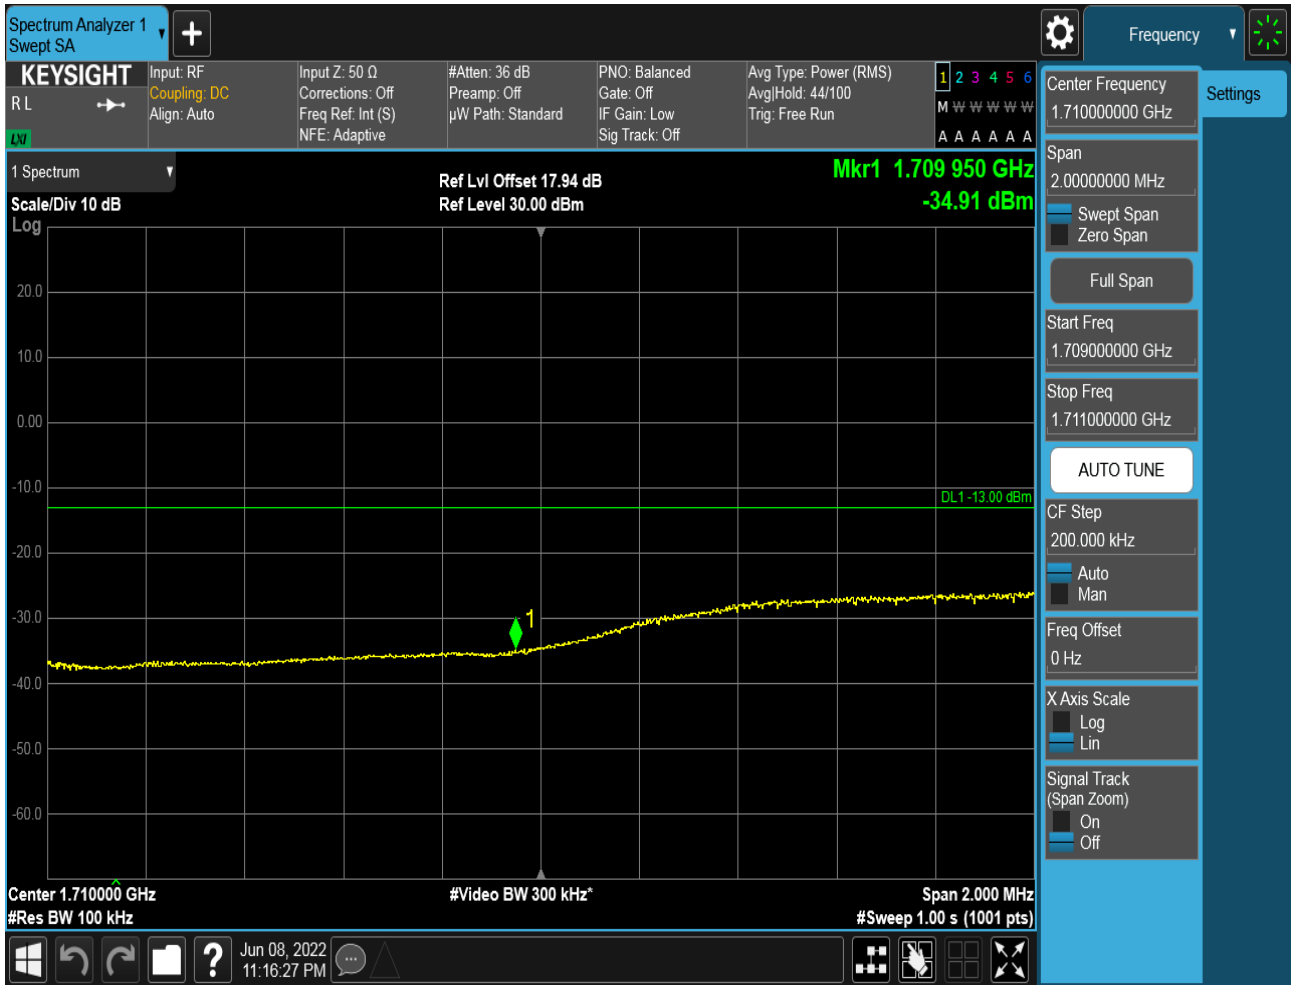 Spectrum Analyzer 1
Swept SA
Frequency
KEYSIGHT
R L
LXI
Input: RF
Coupling: DC
Align: Auto
Input Z: 50 Ω
Corrections: Off
Freq Ref: Int (S)
NFE: Adaptive
#Atten: 36 dB
Preamp: Off
µW Path: Standard
PNO: Balanced
Gate: Off
IF Gain: Low
Sig Track: Off
Avg Type: Power (RMS)
Avg|Hold: 44/100
Trig: Free Run
1 2 3 4 5 6
M W W W W W
A A A A A A
1 Spectrum
Scale/Div 10 dB
Log
Ref Lvl Offset 17.94 dB
Ref Level 30.00 dBm
Mkr1 1.709 950 GHz
-34.91 dBm
20.0
10.0
0.00
-10.0
DL1 -13.00 dBm
-20.0
-30.0
1
-40.0
-50.0
-60.0
Center 1.710000 GHz
#Res BW 100 kHz
#Video BW 300 kHz*
Span 2.000 MHz
#Sweep 1.00 s (1001 pts)
Jun 08, 2022
11:16:27 PM
?
Center Frequency
1.710000000 GHz
Settings
Span
2.00000000 MHz
Swept Span
Zero Span
Full Span
Start Freq
1.709000000 GHz
Stop Freq
1.711000000 GHz
AUTO TUNE
CF Step
200.000 kHz
Auto
Man
Freq Offset
0 Hz
X Axis Scale
Log
Lin
Signal Track
(Span Zoom)
On
Off